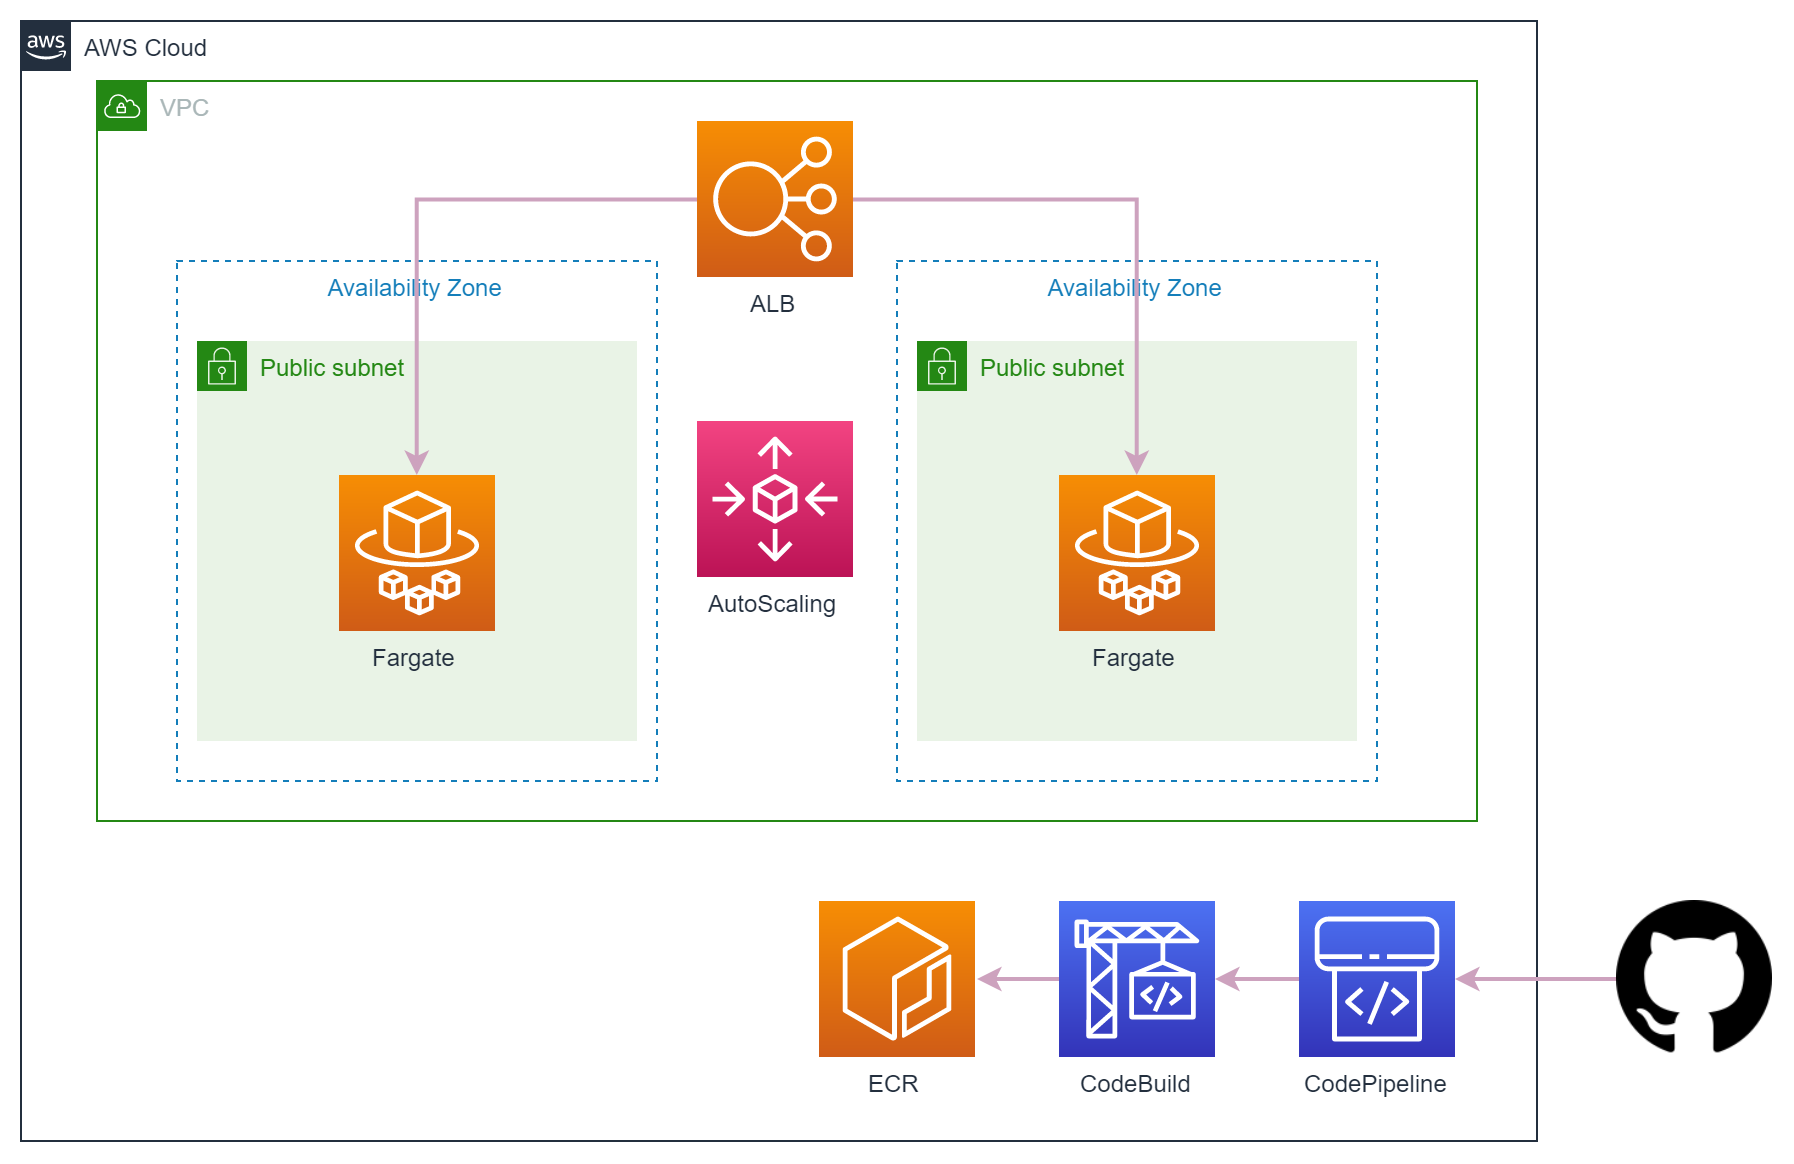 aws
AWS Cloud
VPC
ALB
Availability Zone
Availability Zone
Public subnet
Public subnet
AutoScaling
Fargate
Fargate
ECR
CodeBuild
CodePipeline